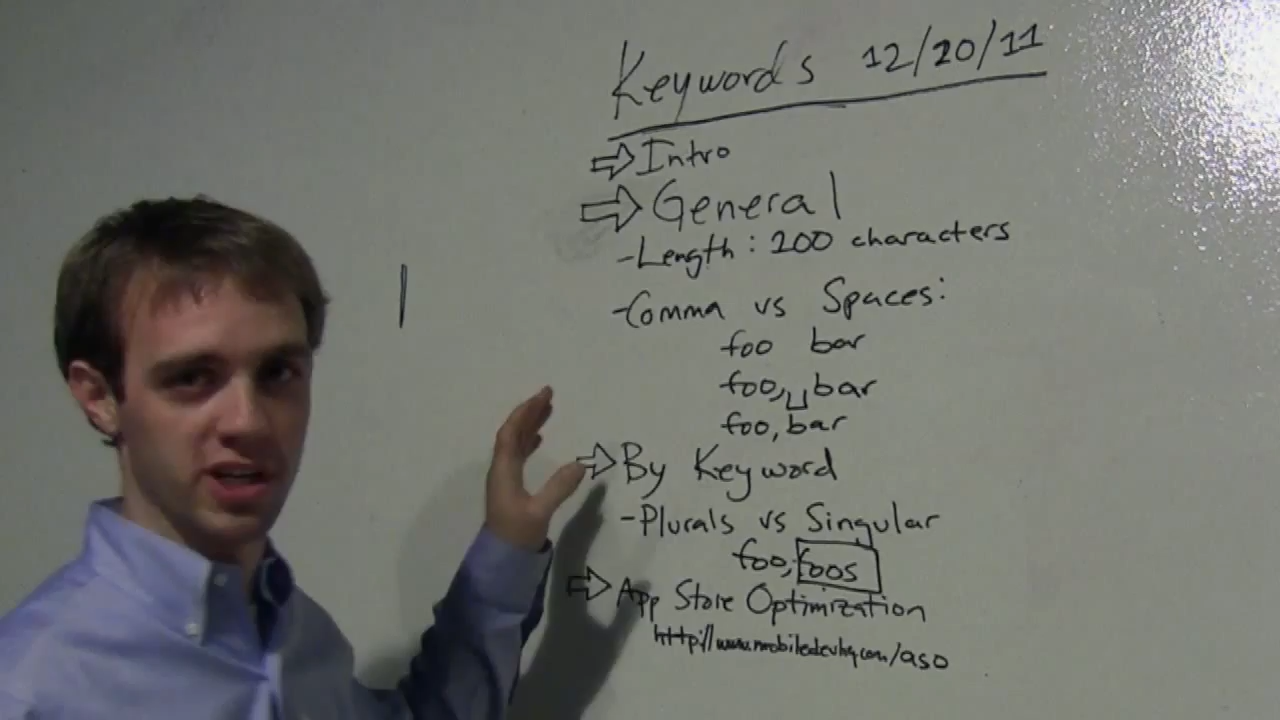 Keywords 12/20/11
Intro
General
-Length: 200 characters
-Comma vs Spaces:
foo bar
foo,␣bar
foo,bar
By Keyword
-Plurals vs Singular
foo,foos
App Store Optimization
http://www.mobiledevhq.com/aso